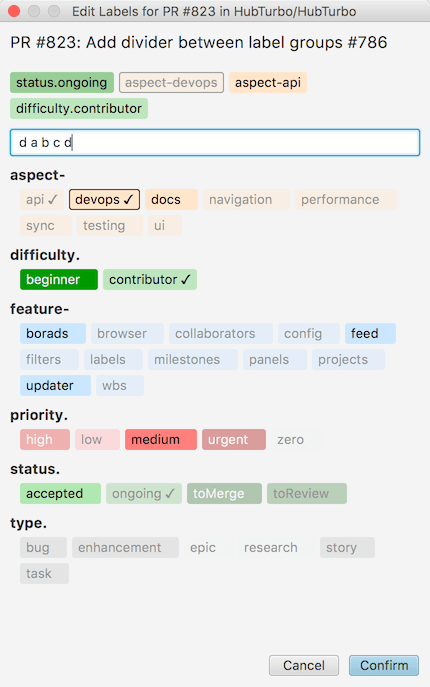 Edit Labels for PR #823 in HubTurbo/HubTurbo
PR #823: Add divider between label groups #786
status.ongoing aspect-devops aspect-api
difficulty.contributor
d a b c d
aspect-
api ✓ devops ✓ docs navigation performance
sync testing ui
difficulty.
beginner contributor ✓
feature-
borads browser collaborators config feed
filters labels milestones panels projects
updater wbs
priority.
high low medium urgent zero
status.
accepted ongoing ✓ toMerge toReview
type.
bug enhancement epic research story
task
Cancel Confirm